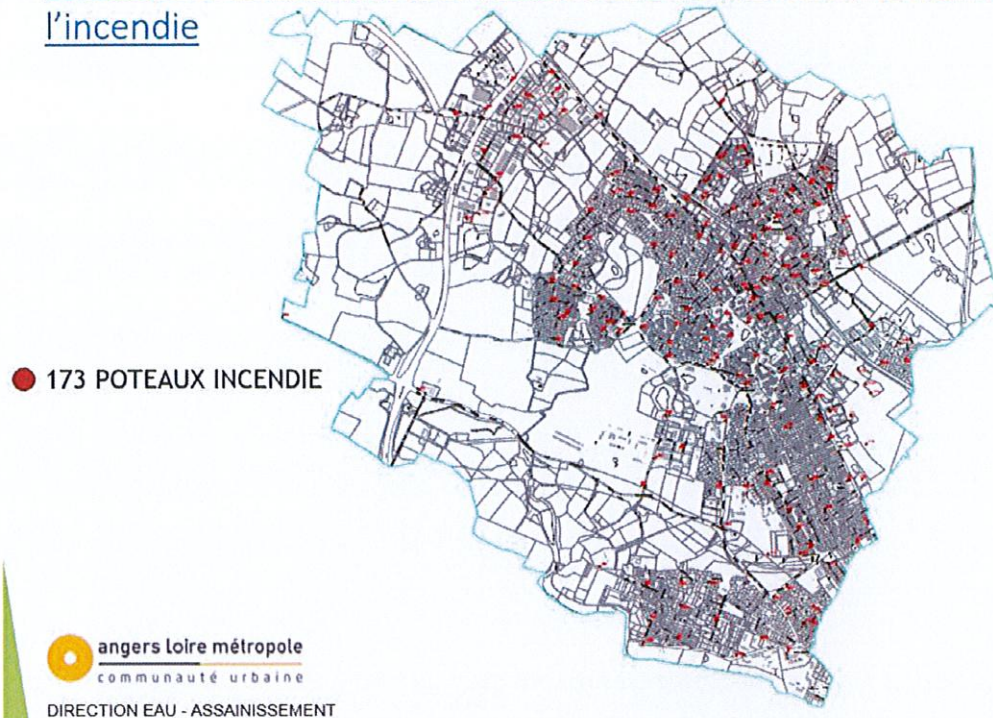 l'incendie
173 POTEAUX INCENDIE
angers loire métropole
communauté urbaine
DIRECTION EAU - ASSAINISSEMENT